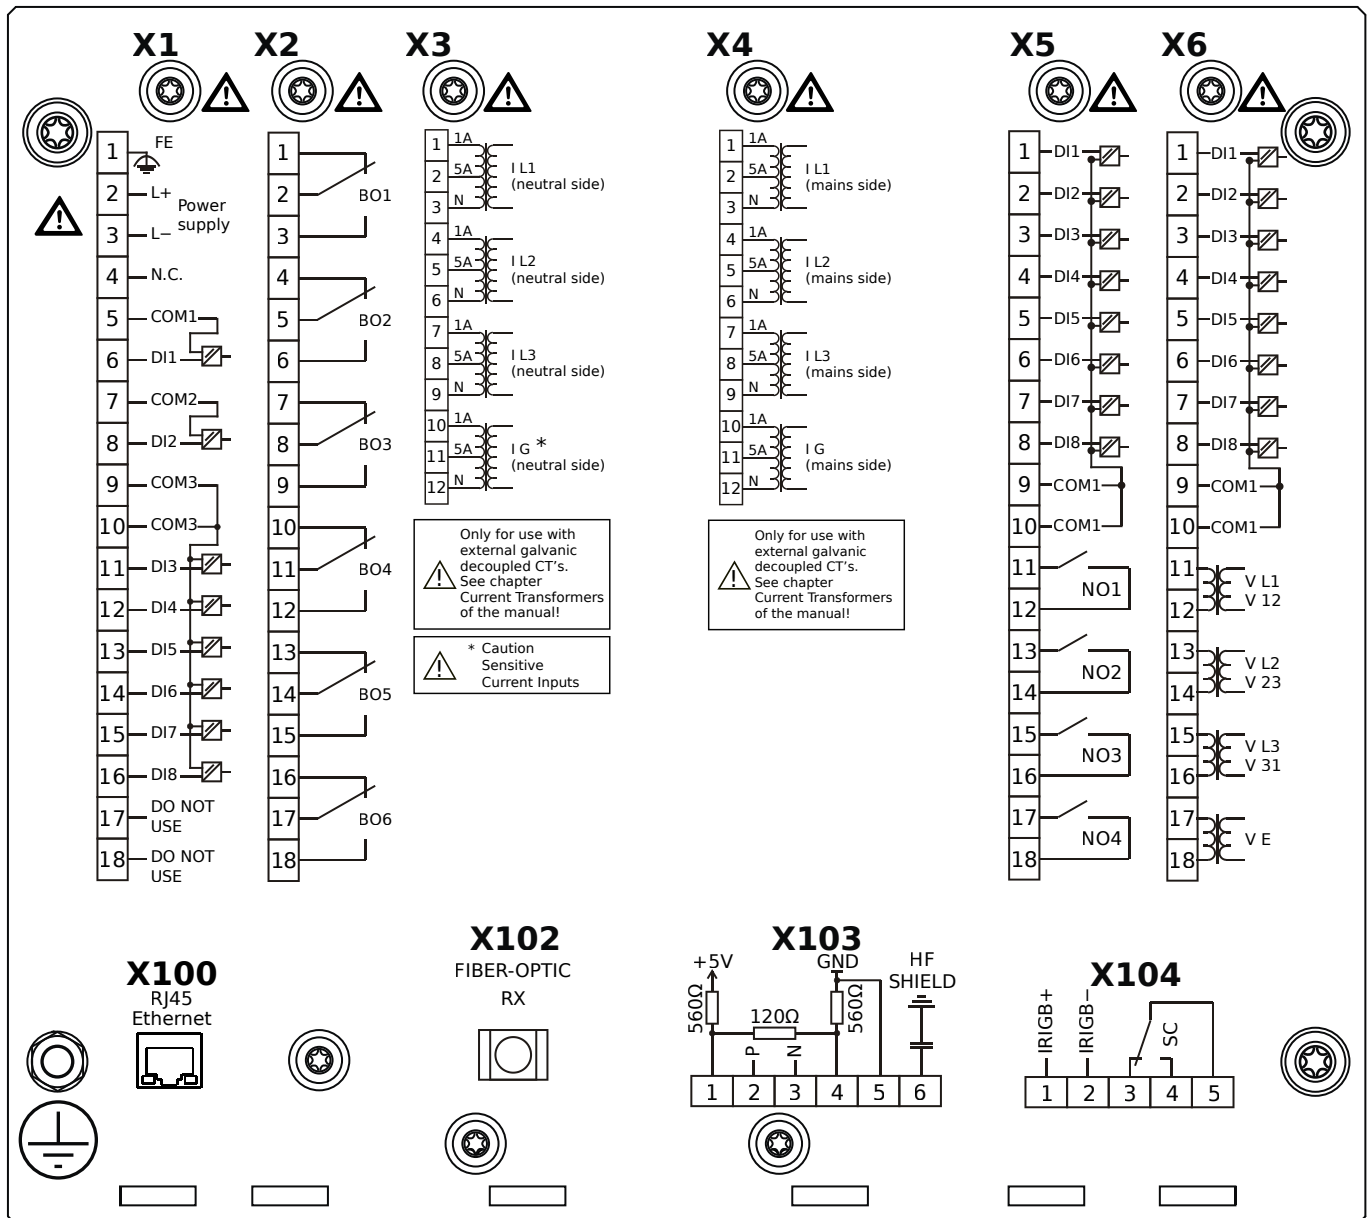 X1
X2
X3
X4
X5
X6
1
FE
2
L+
Power
supply
3
L−
4
N.C.
5
COM1
6
DI1
7
COM2
8
DI2
9
COM3
10
COM3
11
DI3
12
DI4
13
DI5
14
DI6
15
DI7
16
DI8
17
DO NOT
USE
18
DO NOT
USE
1
2
BO1
3
4
5
BO2
6
7
8
BO3
9
10
11
BO4
12
13
14
BO5
15
16
17
BO6
18
1
1A
2
5A
I L1
(neutral side)
3
N
4
1A
5
5A
I L2
(neutral side)
6
N
7
1A
8
5A
I L3
(neutral side)
9
N
10
1A
11
5A
I G *
(neutral side)
12
N
Only for use with
external galvanic
decoupled CT's.
See chapter
Current Transformers
of the manual!
* Caution
Sensitive
Current Inputs
1
1A
2
5A
I L1
(mains side)
3
N
4
1A
5
5A
I L2
(mains side)
6
N
7
1A
8
5A
I L3
(mains side)
9
N
10
1A
11
5A
I G
(mains side)
12
N
Only for use with
external galvanic
decoupled CT's.
See chapter
Current Transformers
of the manual!
1
DI1
2
DI2
3
DI3
4
DI4
5
DI5
6
DI6
7
DI7
8
DI8
9
COM1
10
COM1
11
NO1
12
13
NO2
14
15
NO3
16
17
NO4
18
1
DI1
2
DI2
3
DI3
4
DI4
5
DI5
6
DI6
7
DI7
8
DI8
9
COM1
10
COM1
11
V L1
V 12
12
13
V L2
V 23
14
15
V L3
V 31
16
17
V E
18
X100
RJ45
Ethernet
X102
FIBER-OPTIC
RX
X103
+5V
GND
HF
SHIELD
560Ω
120Ω
560Ω
P
N
1 2 3 4 5 6
X104
IRIGB+
IRIGB−
SC
1 2 3 4 5